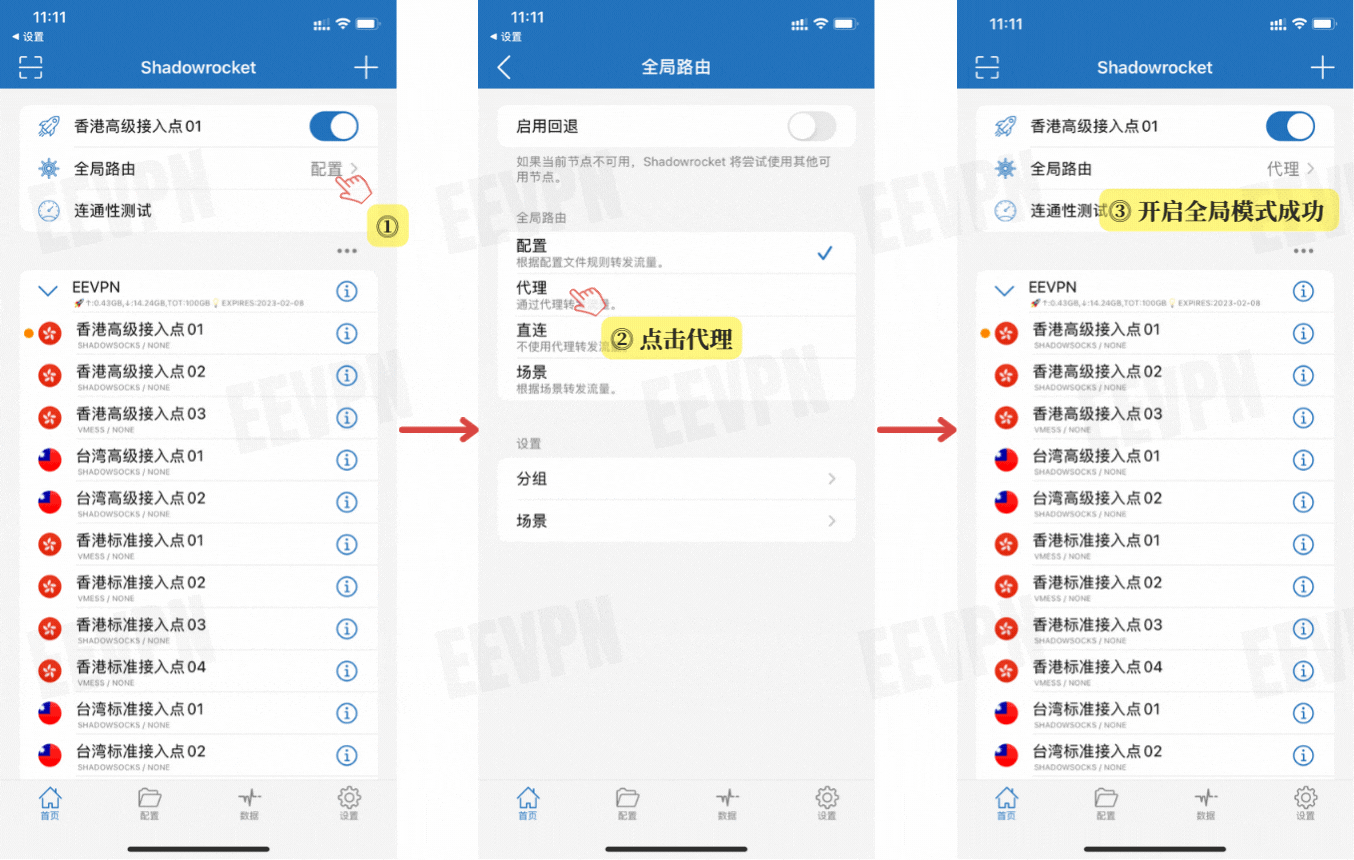 11:11
◀ 设置
Shadowrocket
香港高级接入点01
全局路由
配置
①
连通性测试
EEVPN
🚀↑:0.43GB,↓:14.24GB,TOT:100GB💡EXPIRES:2023-02-08
香港高级接入点01
SHADOWSOCKS / NONE
香港高级接入点02
SHADOWSOCKS / NONE
香港高级接入点03
VMESS / NONE
台湾高级接入点01
SHADOWSOCKS / NONE
台湾高级接入点02
SHADOWSOCKS / NONE
香港标准接入点01
VMESS / NONE
香港标准接入点02
VMESS / NONE
香港标准接入点03
SHADOWSOCKS / NONE
香港标准接入点04
VMESS / NONE
台湾标准接入点01
SHADOWSOCKS / NONE
台湾标准接入点02
SHADOWSOCKS / NONE
首页
配置
数据
设置
11:11
◀ 设置
全局路由
启用回退
如果当前节点不可用，Shadowrocket 将尝试使用其他可
用节点。
全局路由
配置
根据配置文件规则转发流量。
代理
通过代理转发流量。
② 点击代理
直连
不使用代理转发流
场景
根据场景转发流量。
设置
分组
场景
首页
配置
数据
设置
11:11
Shadowrocket
香港高级接入点01
全局路由
代理
连通性测试
③ 开启全局模式成功
EEVPN
🚀↑:0.43GB,↓:14.24GB,TOT:100GB💡EXPIRES:2023-02-08
香港高级接入点01
SHADOWSOCKS / NONE
香港高级接入点02
SHADOWSOCKS / NONE
香港高级接入点03
VMESS / NONE
台湾高级接入点01
SHADOWSOCKS / NONE
台湾高级接入点02
SHADOWSOCKS / NONE
香港标准接入点01
VMESS / NONE
香港标准接入点02
VMESS / NONE
香港标准接入点03
SHADOWSOCKS / NONE
香港标准接入点04
VMESS / NONE
台湾标准接入点01
SHADOWSOCKS / NONE
台湾标准接入点02
SHADOWSOCKS / NONE
首页
配置
数据
设置
EEVPN
EEVPN
EEVPN
EEVPN
EEVPN
EEVPN
EEVPN
EEVPN
EEVPN